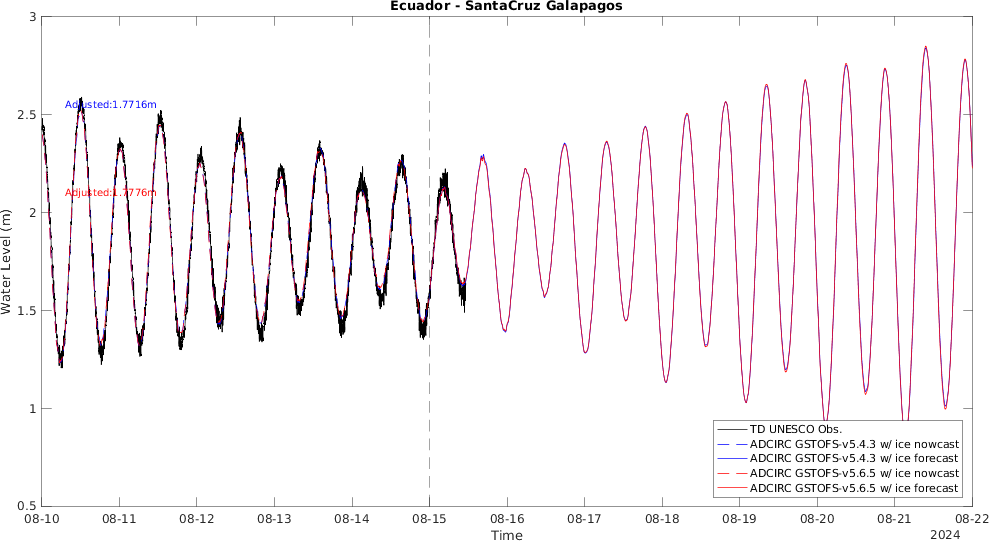 Ecuador - SantaCruz Galapagos
3
2.5
2
1.5
1
0.5
Water Level (m)
Adjusted:1.7716m
Adjusted:1.7776m
TD UNESCO Obs.
ADCIRC GSTOFS-v5.4.3 w/ ice nowcast
ADCIRC GSTOFS-v5.4.3 w/ ice forecast
ADCIRC GSTOFS-v5.6.5 w/ ice nowcast
ADCIRC GSTOFS-v5.6.5 w/ ice forecast
08-10 08-11 08-12 08-13 08-14 08-15 08-16 08-17 08-18 08-19 08-20 08-21 08-22
Time
2024